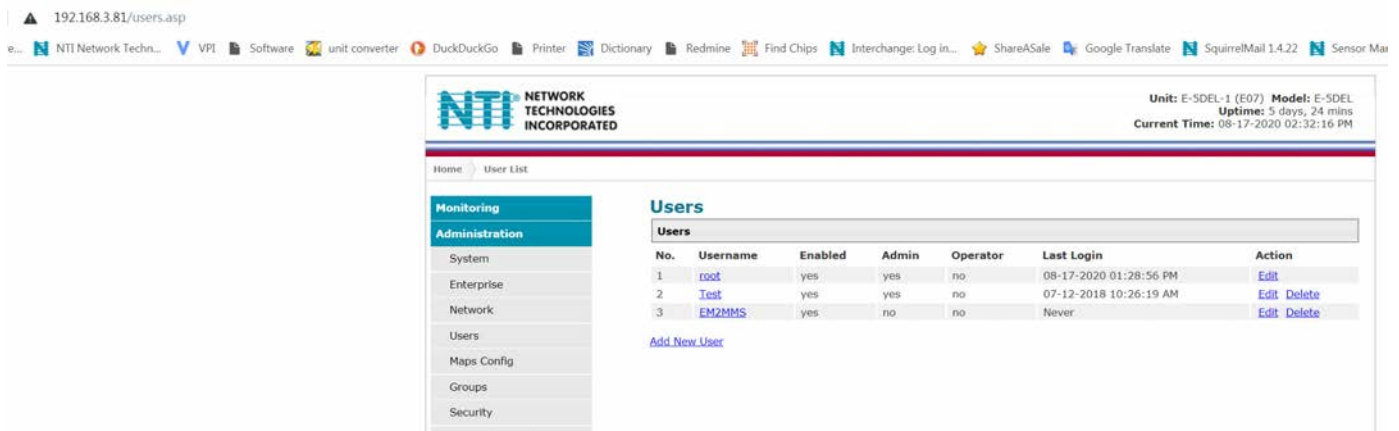 192.168.3.81/users.asp
e... NTI Network Techn... VPI Software unit converter DuckDuckGo Printer Dictionary Redmine Find Chips Interchange: Log in... ShareASale Google Translate SquirrelMail 1.4.22 Sensor Mar
NTI NETWORK TECHNOLOGIES INCORPORATED
Unit: E-5DEL-1 (E07) Model: E-5DEL
Uptime: 5 days, 24 mins
Current Time: 08-17-2020 02:32:16 PM
Home User List
Monitoring
Administration
System
Enterprise
Network
Users
Maps Config
Groups
Security
Users
Users
No. Username Enabled Admin Operator Last Login Action
1 root yes yes no 08-17-2020 01:28:56 PM Edit
2 Test yes yes no 07-12-2018 10:26:19 AM Edit Delete
3 EM2MMS yes no no Never Edit Delete
Add New User